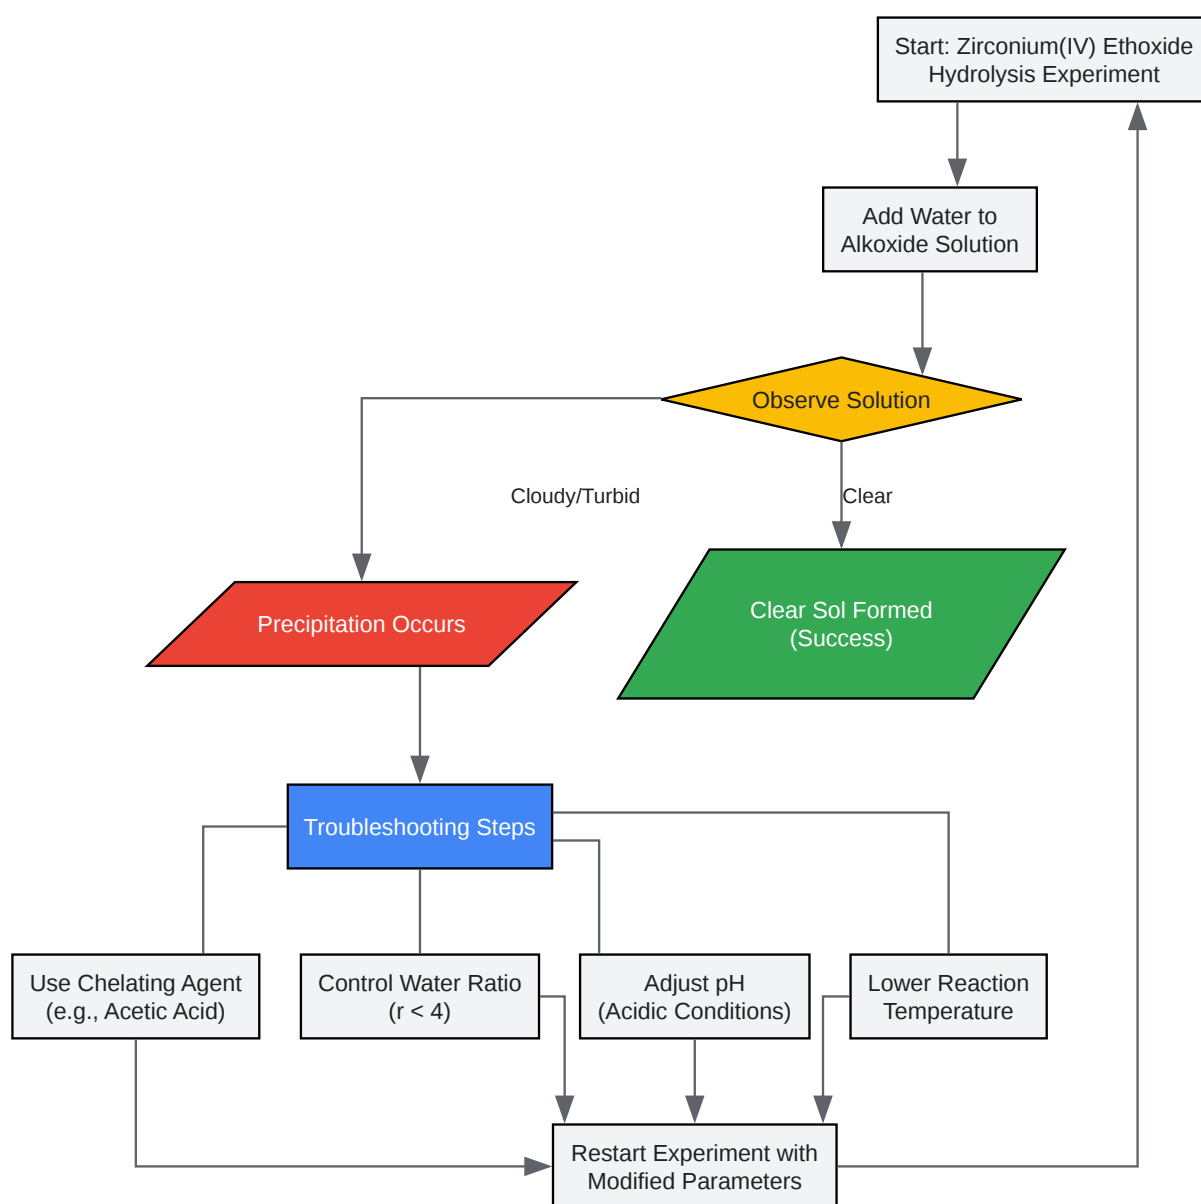 Start: Zirconium(IV) Ethoxide
Hydrolysis Experiment
Add Water to
Alkoxide Solution
Observe Solution
Cloudy/Turbid
Clear
Precipitation Occurs
Clear Sol Formed
(Success)
Troubleshooting Steps
Use Chelating Agent
(e.g., Acetic Acid)
Control Water Ratio
(r < 4)
Adjust pH
(Acidic Conditions)
Lower Reaction
Temperature
Restart Experiment with
Modified Parameters